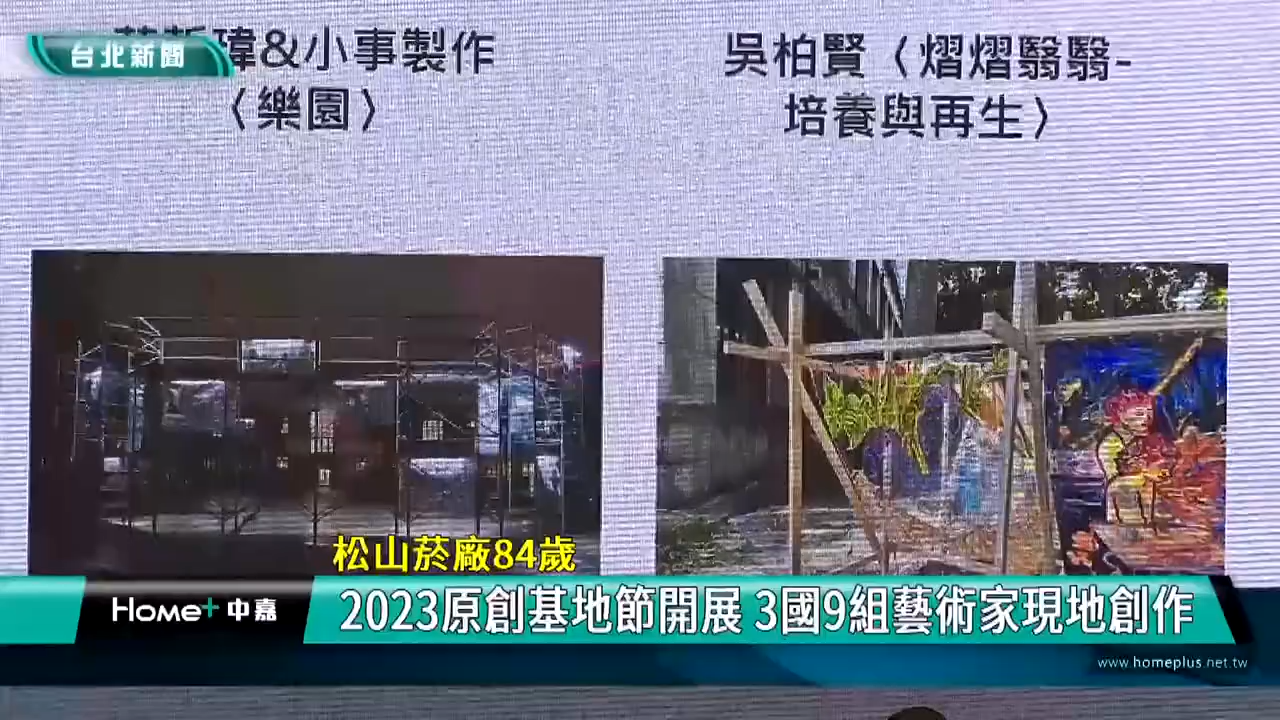 台北新聞
瑋&小事製作
〈樂園〉
吳柏賢〈熠熠翳翳-
培養與再生〉
松山菸廠84歲
Home+ 中嘉
2023原創基地節開展 3國9組藝術家現地創作
www.homeplus.net.tw